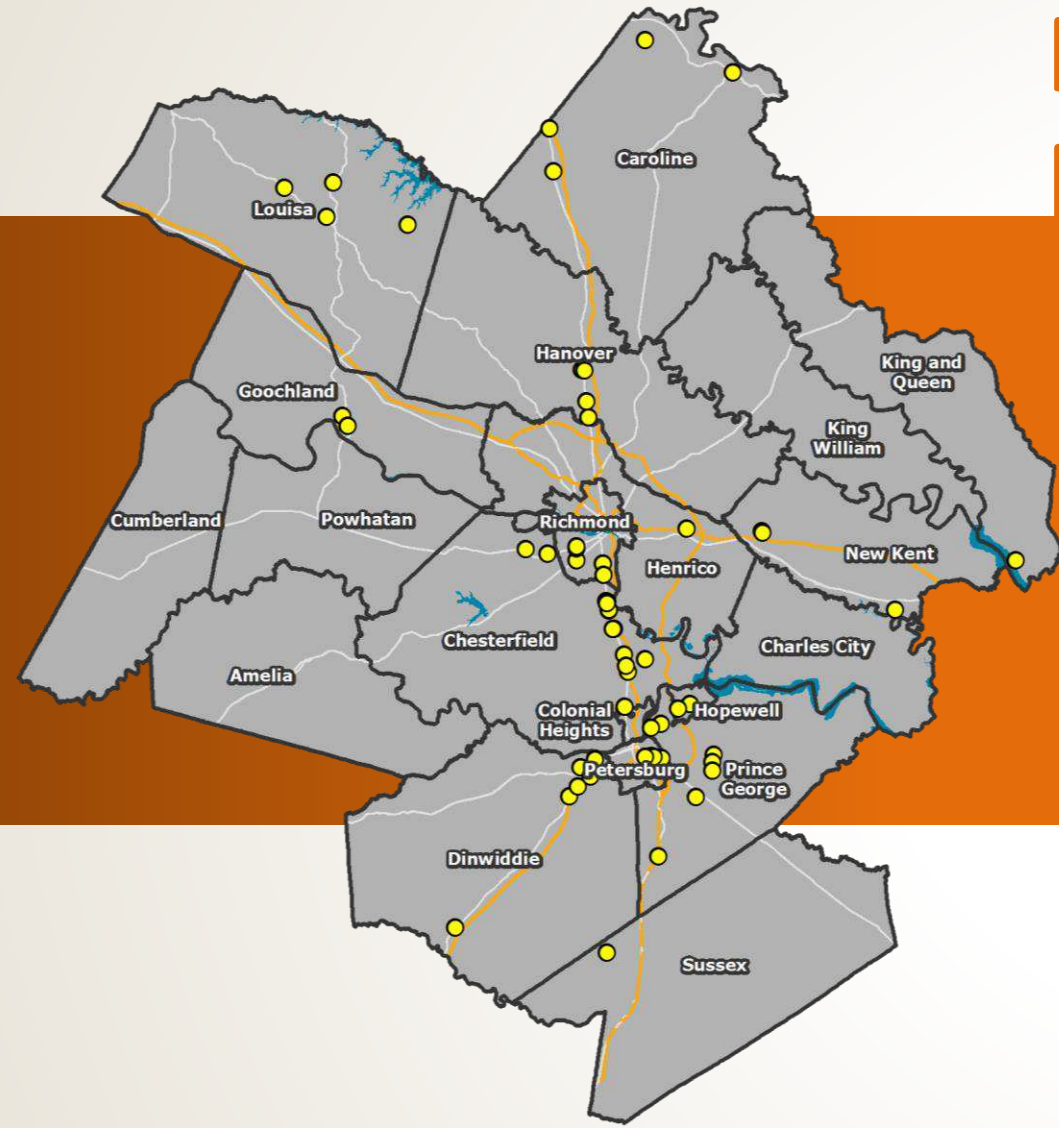 Caroline
Louisa
Hanover
King and
Queen
Goochland
King
William
Cumberland
Powhatan
Richmond
New Kent
Henrico
Chesterfield
Charles City
Amelia
Colonial
Heights
Hopewell
Petersburg
Prince
George
Dinwiddie
Sussex